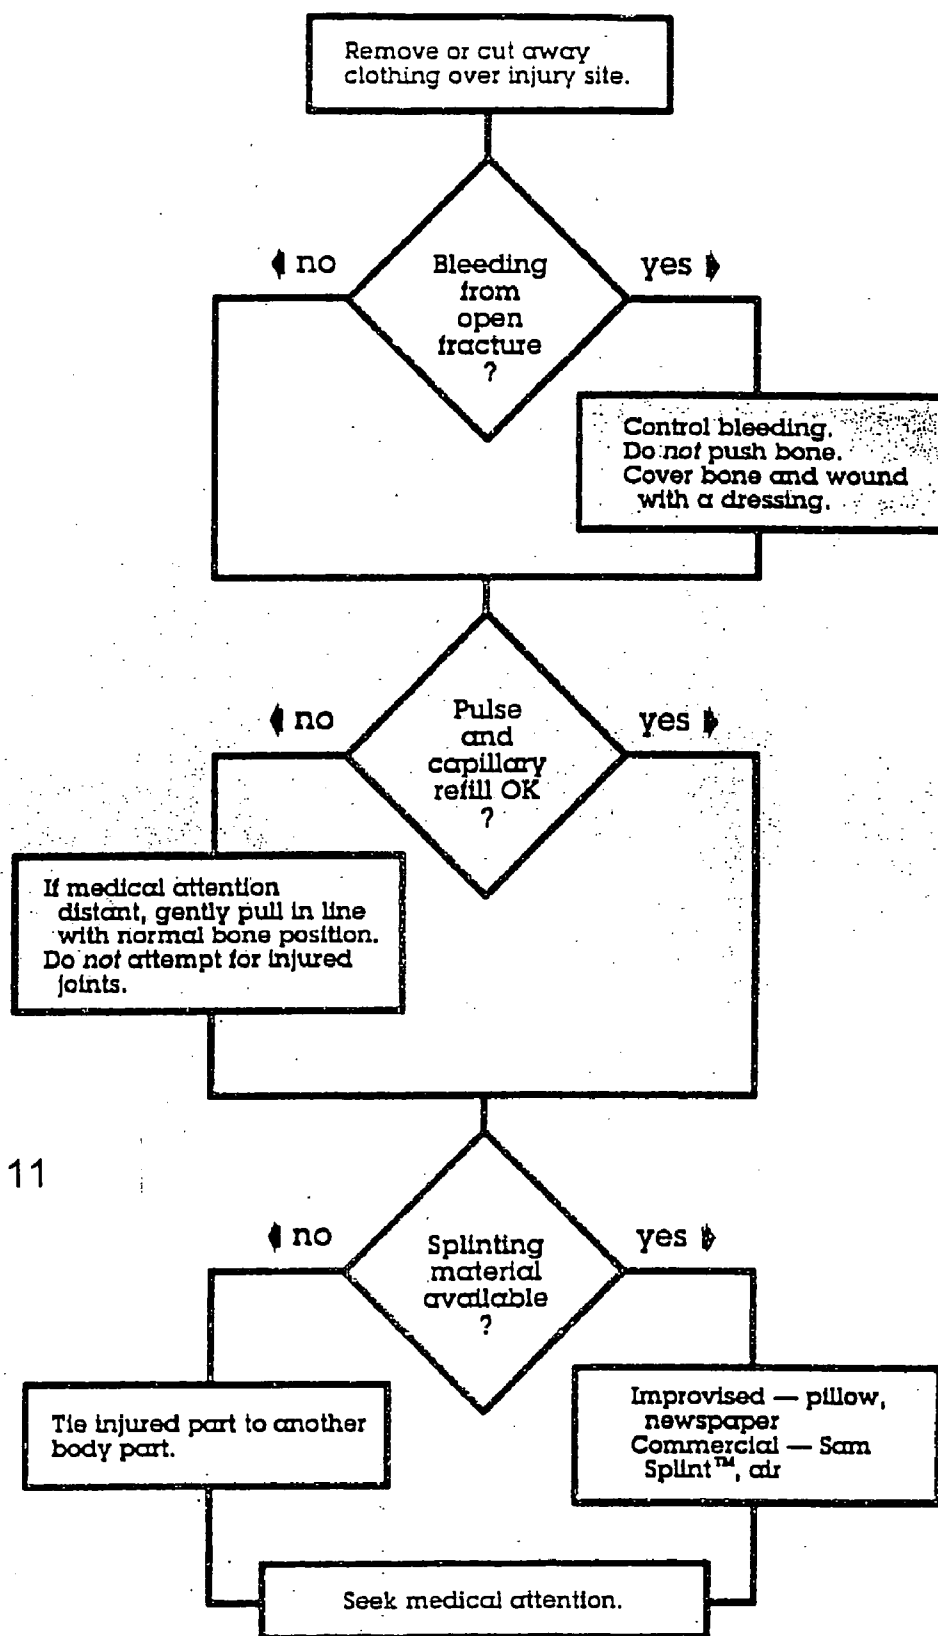 Remove or cut away
clothing over injury site.
no
yes
Bleeding
from
open
fracture
?
Control bleeding.
Do not push bone.
Cover bone and wound
with a dressing.
no
yes
Pulse
and
capillary
refill OK
?
If medical attention
distant, gently pull in line
with normal bone position.
Do not attempt for injured
joints.
11
no
yes
Splinting
material
available
?
Tie injured part to another
body part.
Improvised — pillow,
newspaper
Commercial — Sam
Splint™, air
Seek medical attention.